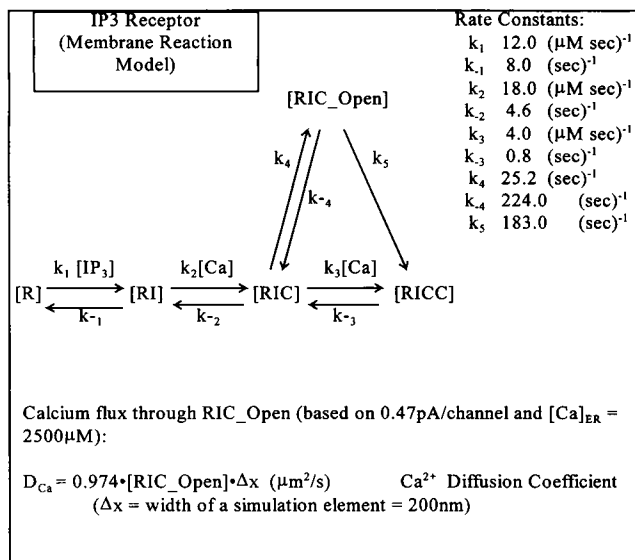 IP3 Receptor
(Membrane Reaction
Model)
Rate Constants:
k₁ 12.0 (μM sec)⁻¹
k₋₁ 8.0 (sec)⁻¹
k₂ 18.0 (μM sec)⁻¹
k₋₂ 4.6 (sec)⁻¹
k₃ 4.0 (μM sec)⁻¹
k₋₃ 0.8 (sec)⁻¹
k₄ 25.2 (sec)⁻¹
k₋₄ 224.0 (sec)⁻¹
k₅ 183.0 (sec)⁻¹
[RIC_Open]
k₄ k-₄ k₅
k₁ [IP₃] k₂[Ca] k₃[Ca]
[R] [RI] [RIC] [RICC]
k-₁ k-₂ k-₃
Calcium flux through RIC_Open (based on 0.47pA/channel and [Ca]ER =
2500μM):
DCa = 0.974•[RIC_Open]•Δx (μm²/s) Ca²⁺ Diffusion Coefficient
(Δx = width of a simulation element = 200nm)